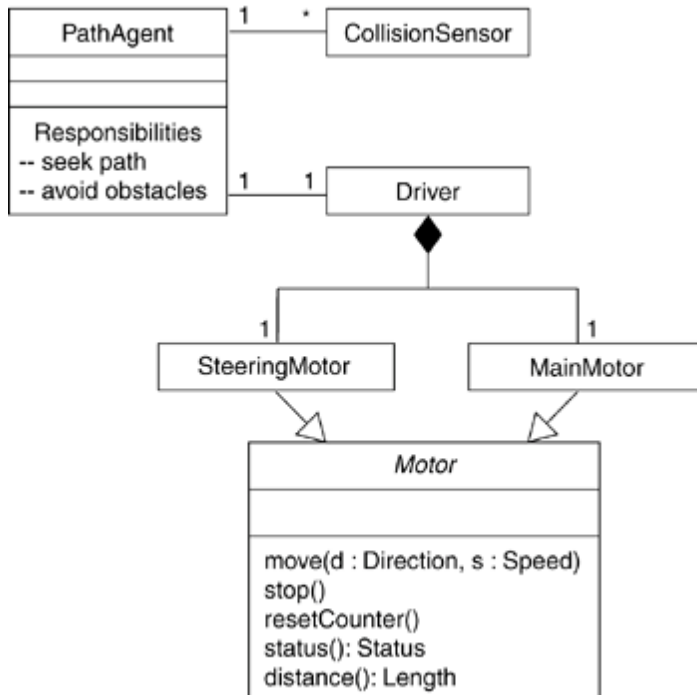 PathAgent
1
*
CollisionSensor
Responsibilities
-- seek path
-- avoid obstacles
1
1
Driver
1
1
SteeringMotor
MainMotor
Motor
move(d : Direction, s : Speed)
stop()
resetCounter()
status(): Status
distance(): Length